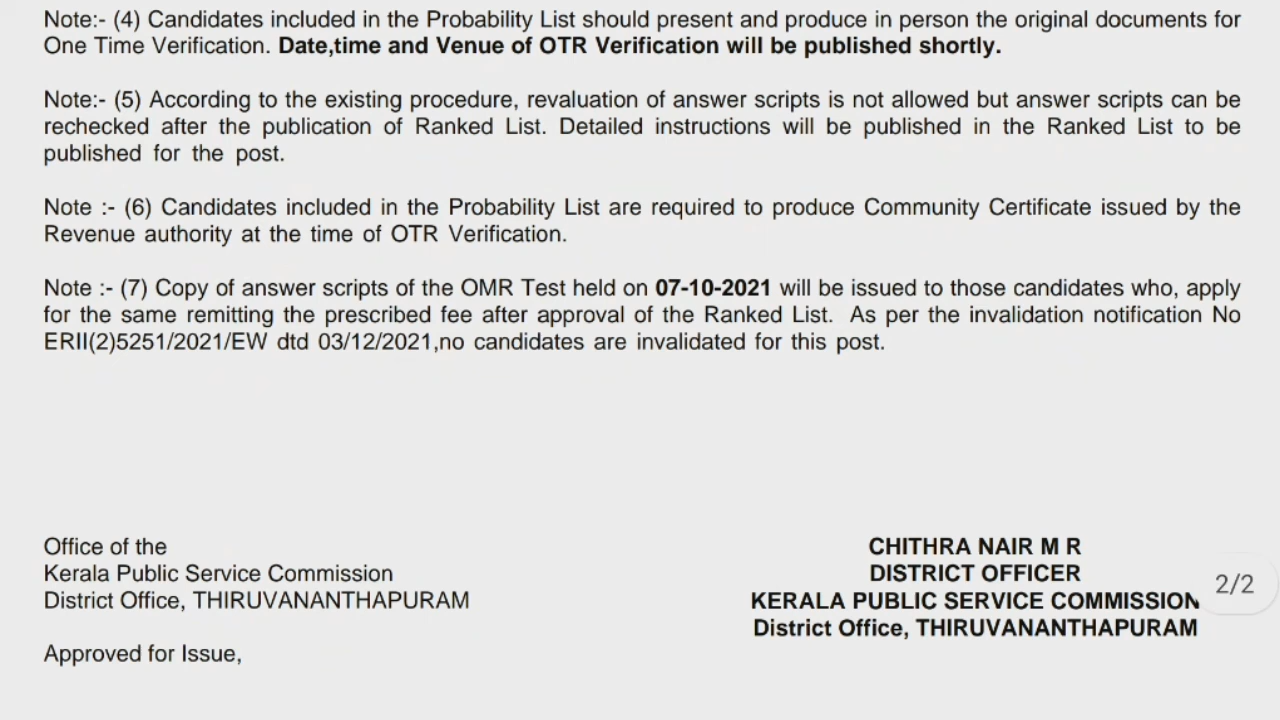 Note:- (4) Candidates included in the Probability List should present and produce in person the original documents for
One Time Verification. Date,time and Venue of OTR Verification will be published shortly.
Note:- (5) According to the existing procedure, revaluation of answer scripts is not allowed but answer scripts can be
rechecked after the publication of Ranked List. Detailed instructions will be published in the Ranked List to be
published for the post.
Note :- (6) Candidates included in the Probability List are required to produce Community Certificate issued by the
Revenue authority at the time of OTR Verification.
Note :- (7) Copy of answer scripts of the OMR Test held on 07-10-2021 will be issued to those candidates who, apply
for the same remitting the prescribed fee after approval of the Ranked List. As per the invalidation notification No
ERII(2)5251/2021/EW dtd 03/12/2021,no candidates are invalidated for this post.
Office of the
Kerala Public Service Commission
District Office, THIRUVANANTHAPURAM
Approved for Issue,
CHITHRA NAIR M R
DISTRICT OFFICER
KERALA PUBLIC SERVICE COMMISSION
District Office, THIRUVANANTHAPURAM
2/2